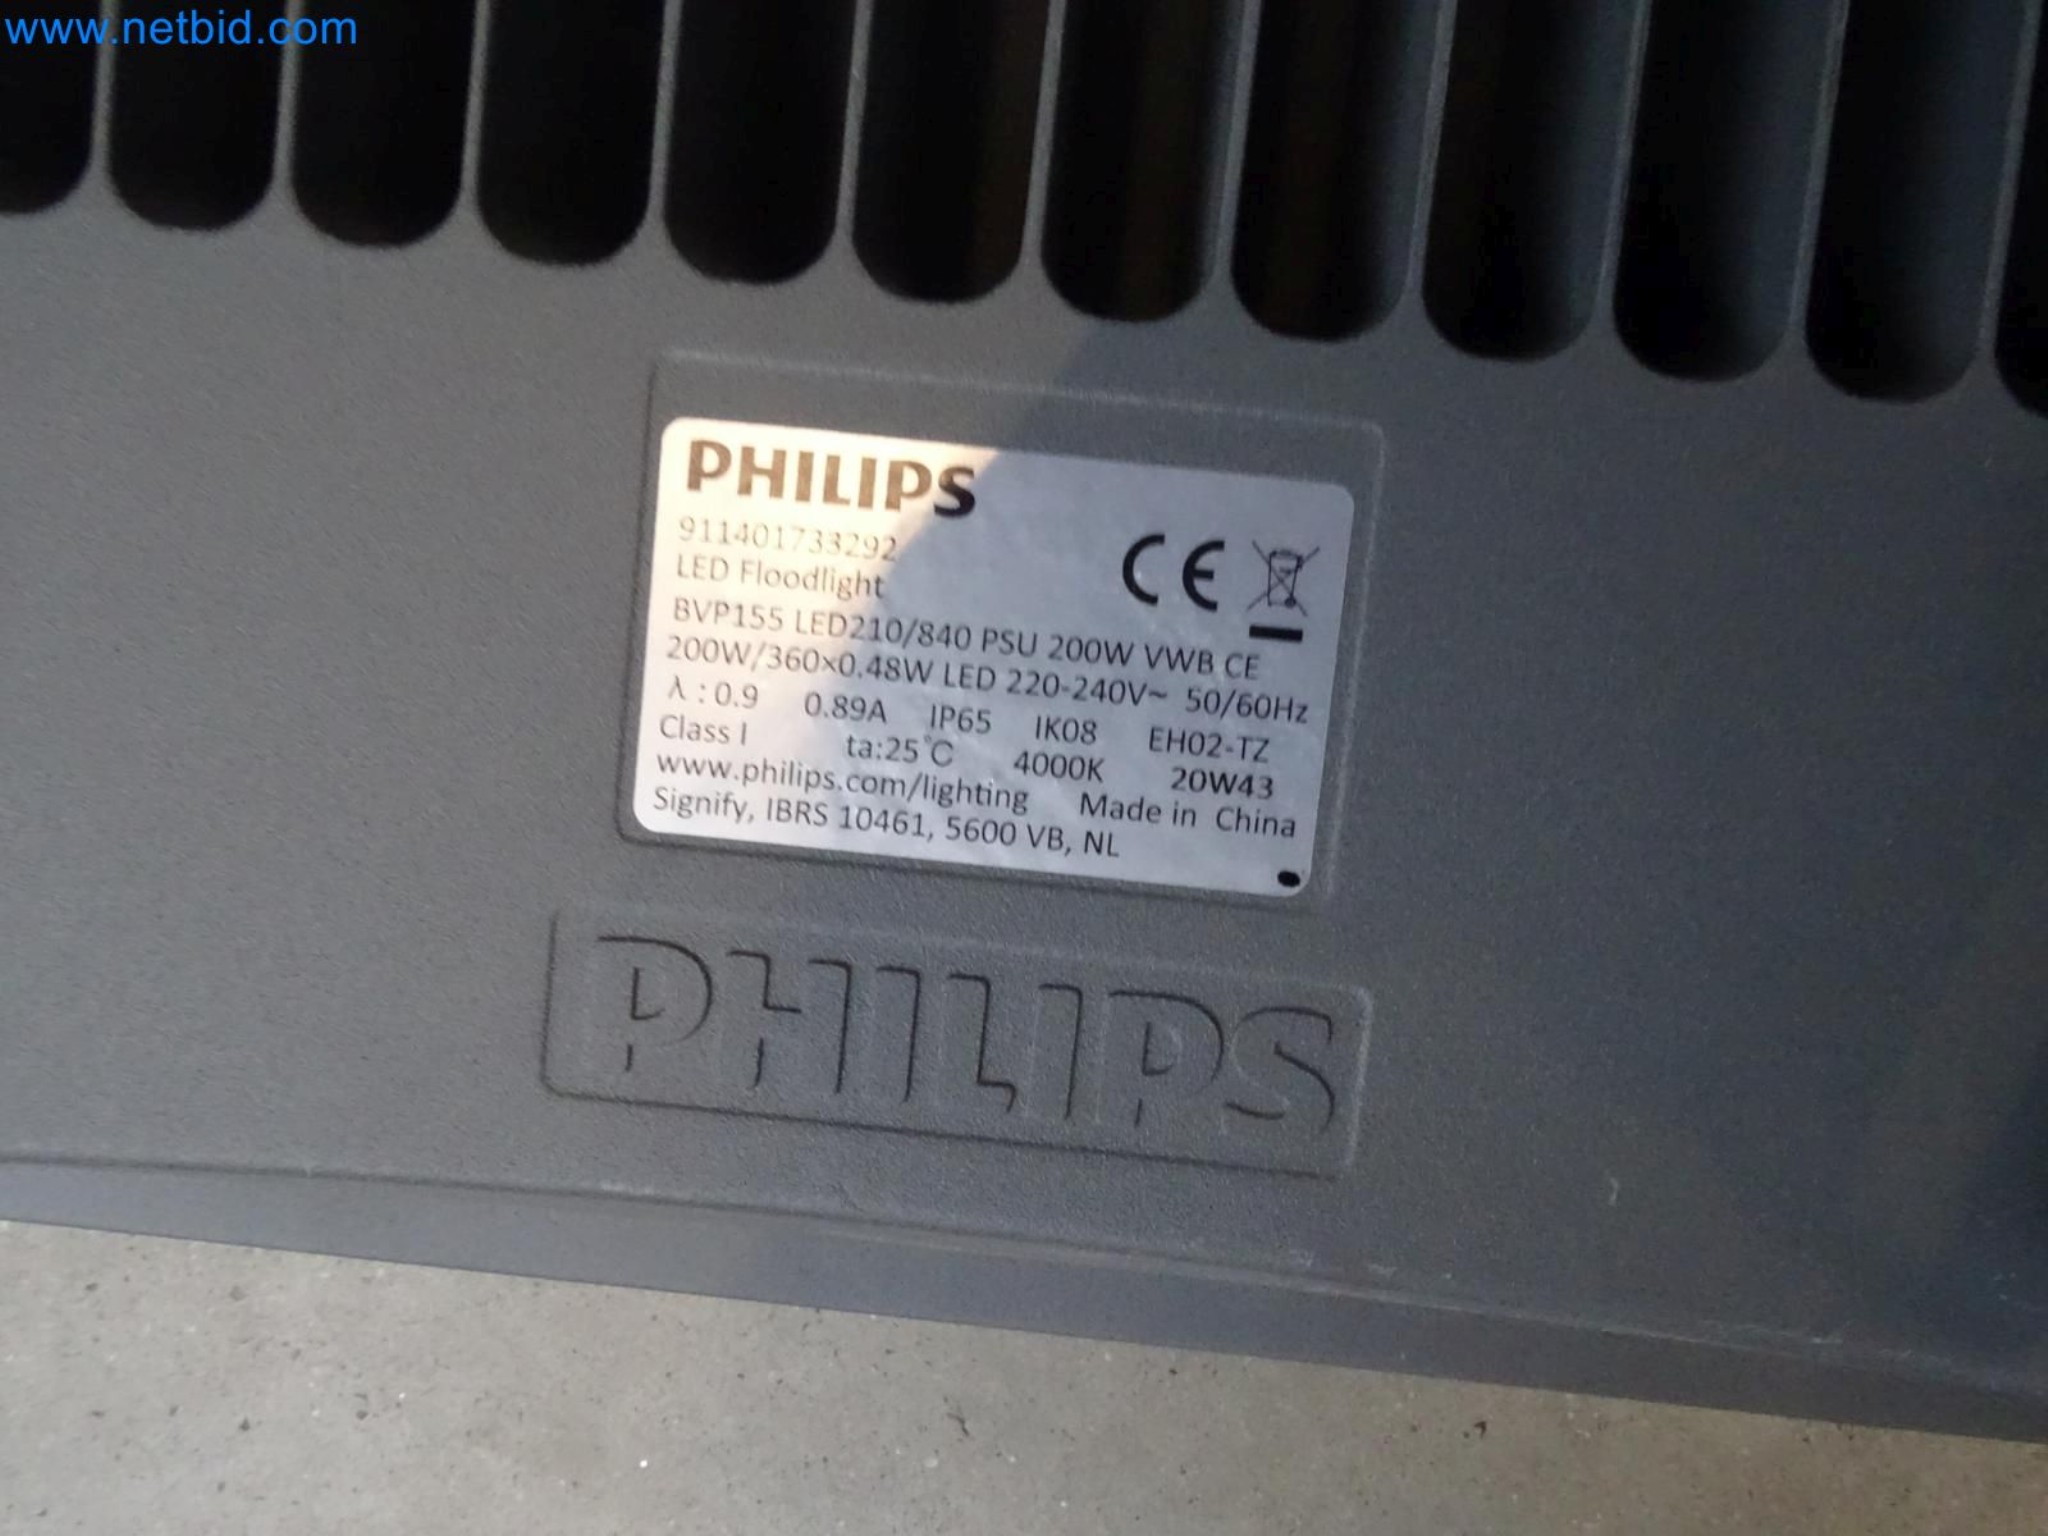 www.netbid.com
PHILIPS
911401733292
LED Floodlight
CE
BVP155 LED210/840 PSU 200W VWB CE
200W/360×0.48W LED 220-240V~ 50/60Hz
λ : 0.9 0.89A IP65 IK08 EH02-TZ
Class I ta:25℃ 4000K 20W43
www.philips.com/lighting Made in China
Signify, IBRS 10461, 5600 VB, NL
PHILIPS